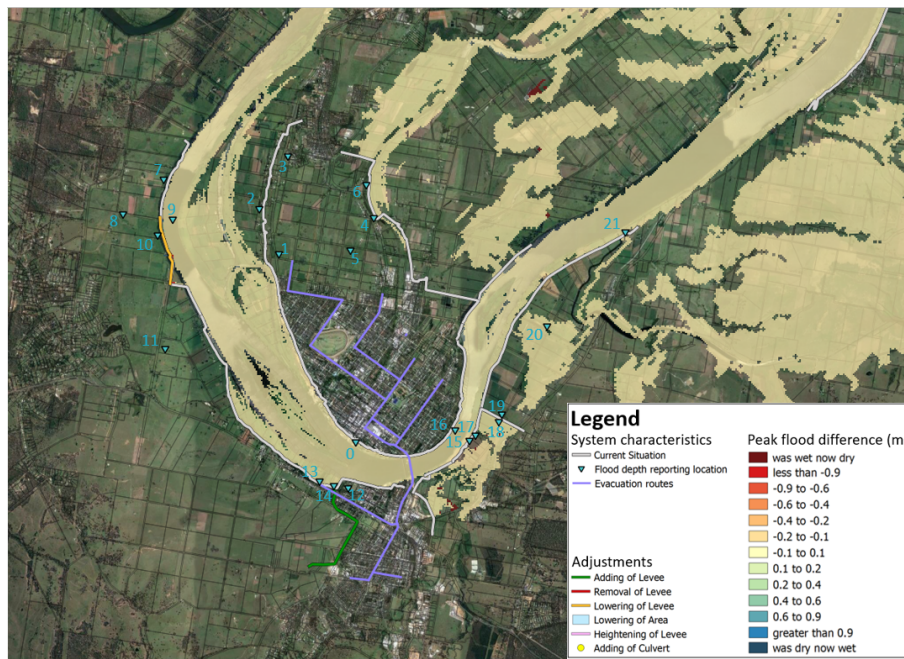 21
7
3
6
8
9
2
4
10
1
5
20
11
19
16
17
18
15
0
13
14
12
Legend
System characteristics
Current Situation
Flood depth reporting location
Evacuation routes
Adjustments
Adding of Levee
Removal of Levee
Lowering of Levee
Lowering of Area
Heightening of Levee
Adding of Culvert
Peak flood difference (m
was wet now dry
less than -0.9
-0.9 to -0.6
-0.6 to -0.4
-0.4 to -0.2
-0.2 to -0.1
-0.1 to 0.1
0.1 to 0.2
0.2 to 0.4
0.4 to 0.6
0.6 to 0.9
greater than 0.9
was dry now wet